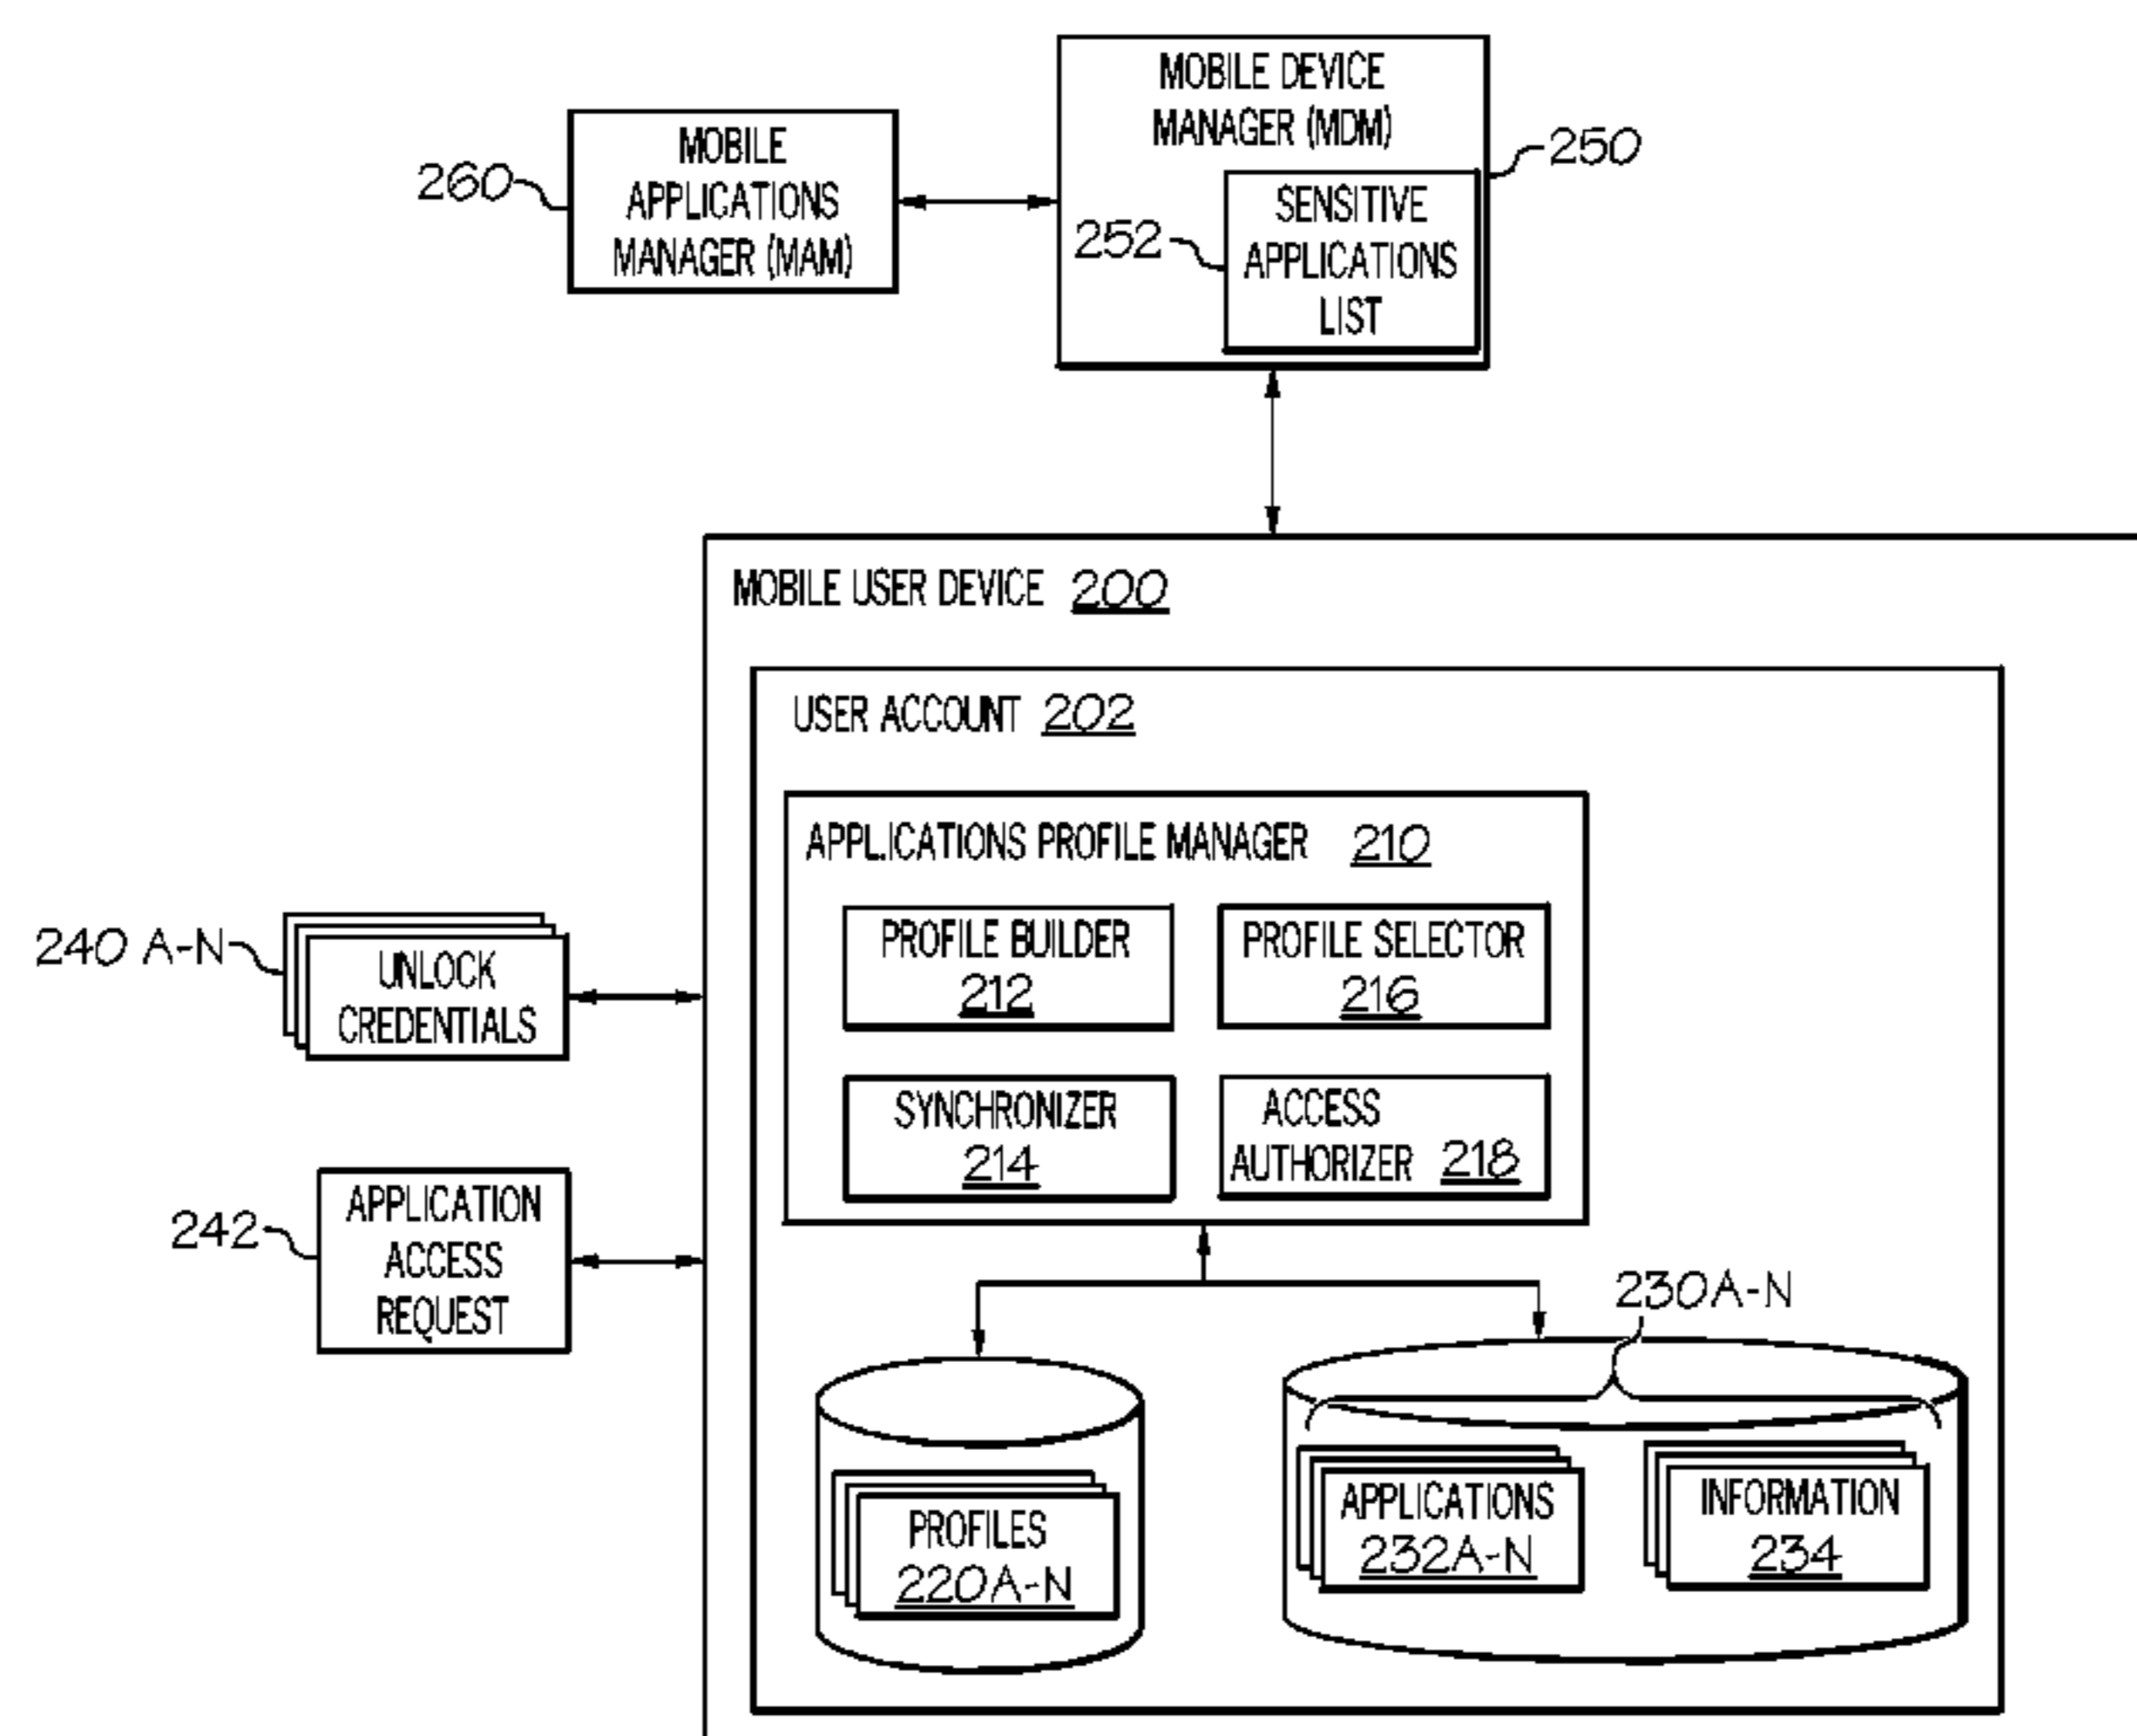 MOBILE DEVICE
MANAGER (MDM)
250
MOBILE
APPLICATIONS
MANAGER (MAM)
260
SENSITIVE
APPLICATIONS
LIST
252
MOBILE USER DEVICE 200
USER ACCOUNT 202
APPLICATIONS PROFILE MANAGER 210
PROFILE BUILDER
212
PROFILE SELECTOR
216
SYNCHRONIZER
214
ACCESS
AUTHORIZER 218
240 A-N
UNLOCK
CREDENTIALS
242
APPLICATION
ACCESS
REQUEST
230A-N
PROFILES
220A-N
APPLICATIONS
232A-N
INFORMATION
234